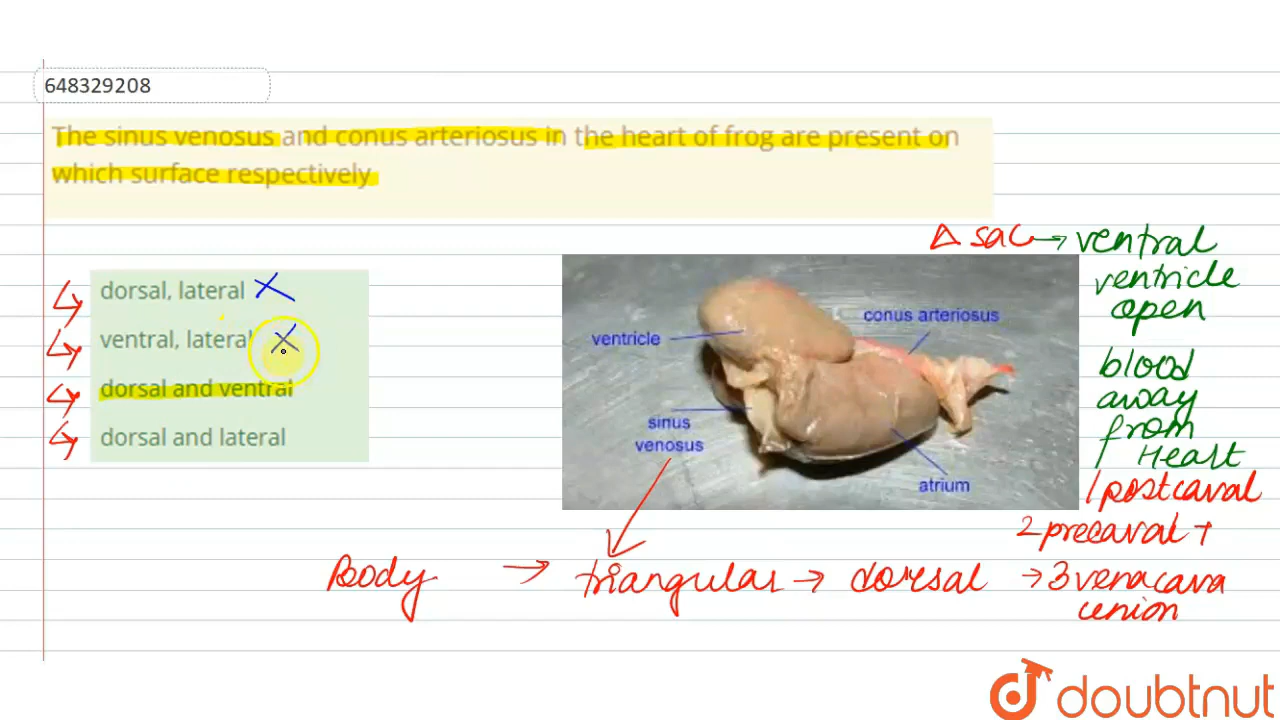 648329208
The sinus venosus and conus arteriosus in the heart of frog are present on
which surface respectively
dorsal, lateral
ventral, lateral
dorsal and ventral
dorsal and lateral
Δ sac → ventral
ventricle
open
blood
away
from
Heart
ventricle
conus arteriosus
sinus
venosus
atrium
1 postcaval
2 precaval +
Body → triangular → dorsal → 3 venacava
union
doubtnut